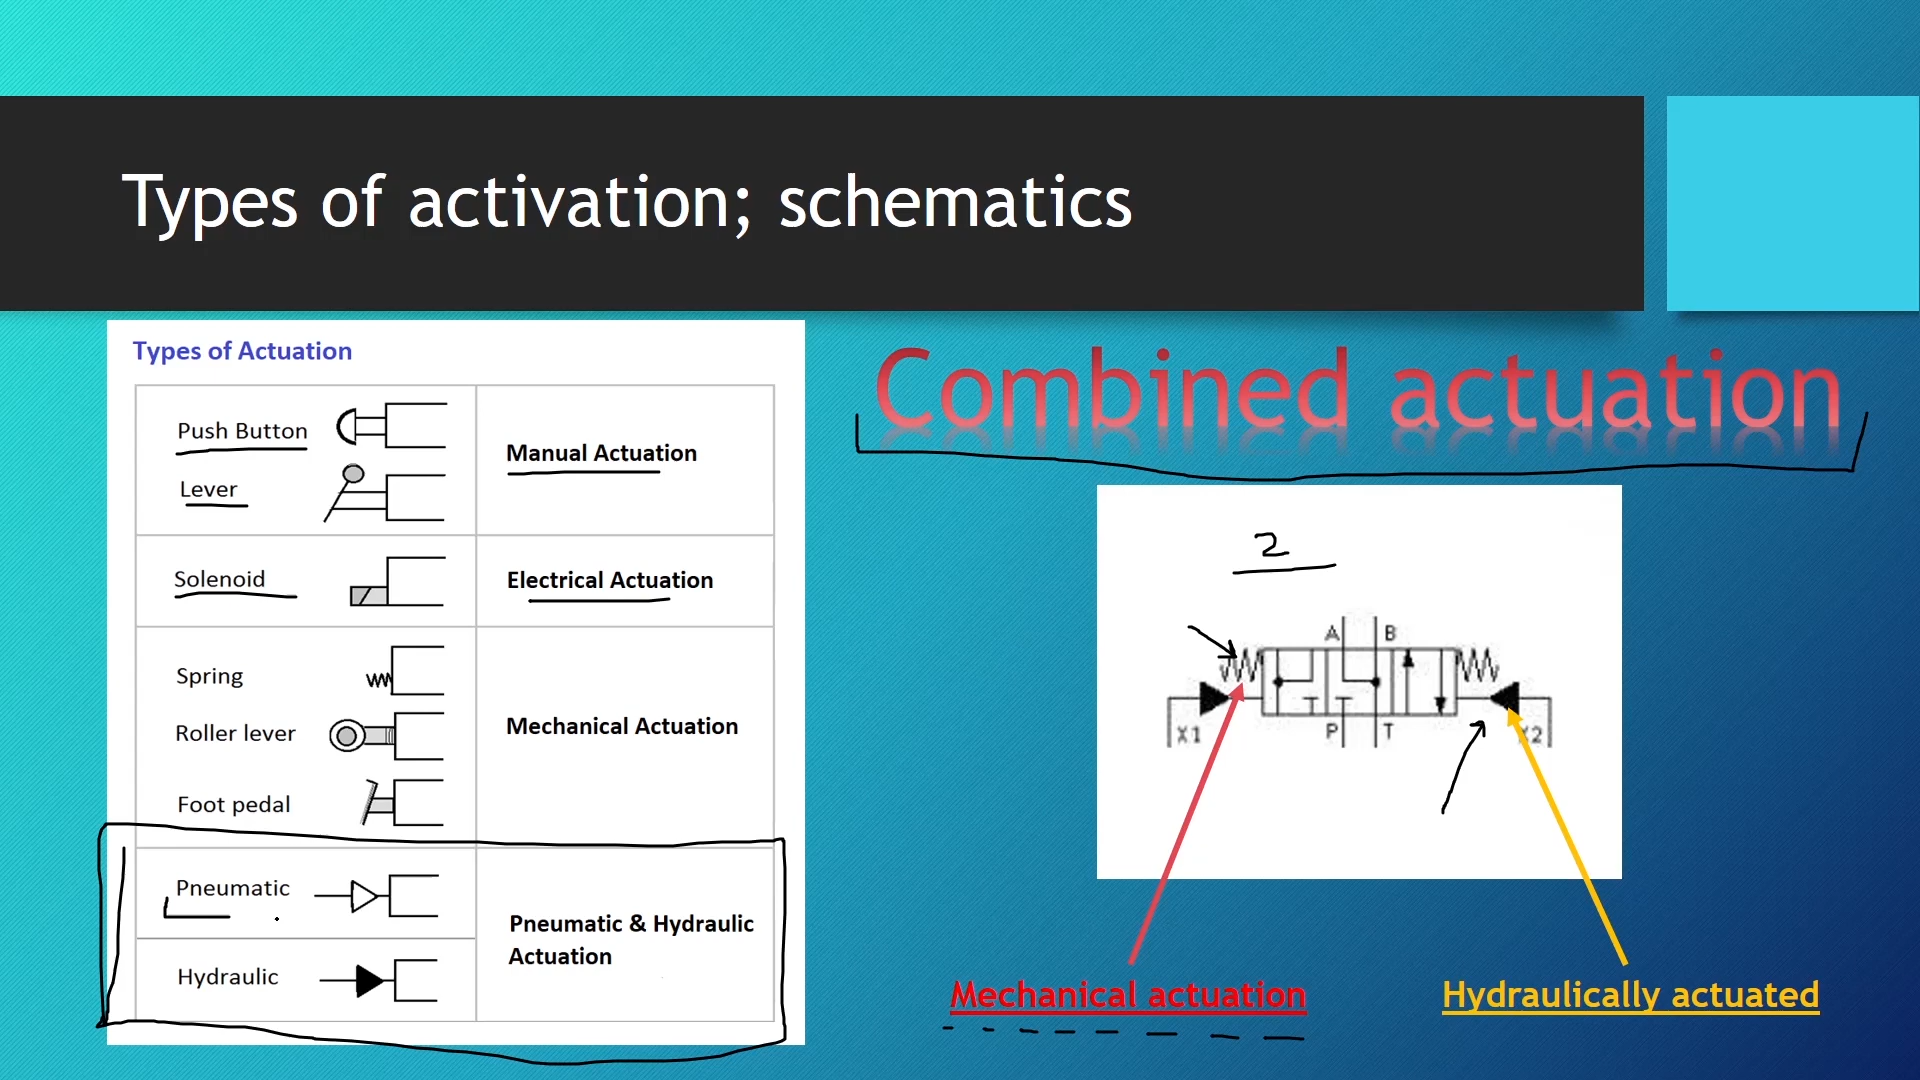 Types of activation; schematics
Types of Actuation
Push Button
Lever
Manual Actuation
Solenoid
Electrical Actuation
Spring
Roller lever
Foot pedal
Mechanical Actuation
Pneumatic
Hydraulic
Pneumatic & Hydraulic
Actuation
Combined actuation
2
A B
X1 P T X2
Mechanical actuation
Hydraulically actuated